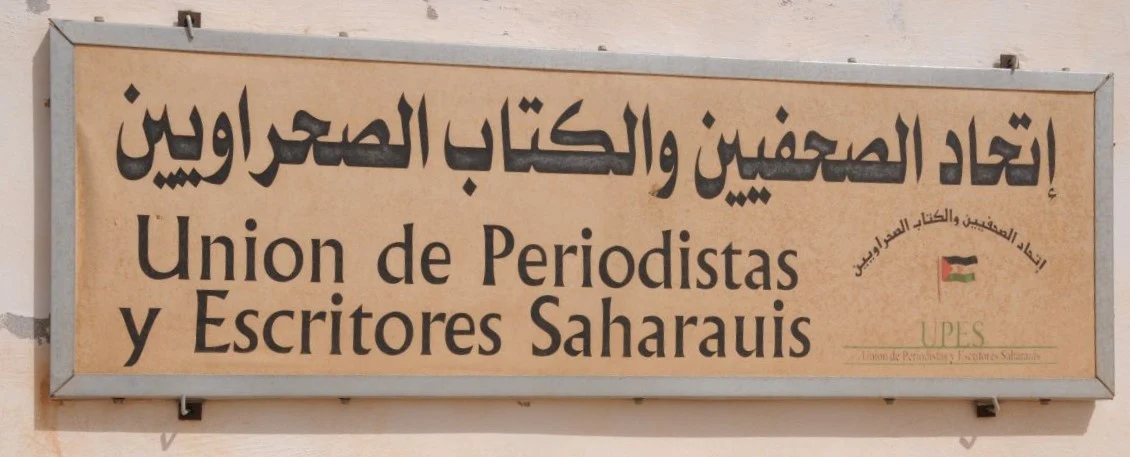 إتحاد الصحفيين والكتاب الصحراويين
Union de Periodistas
y Escritores Saharauis
إتحاد الصحفيين والكتاب الصحراويين
UPES
Union de Periodistas y Escritores Saharauis